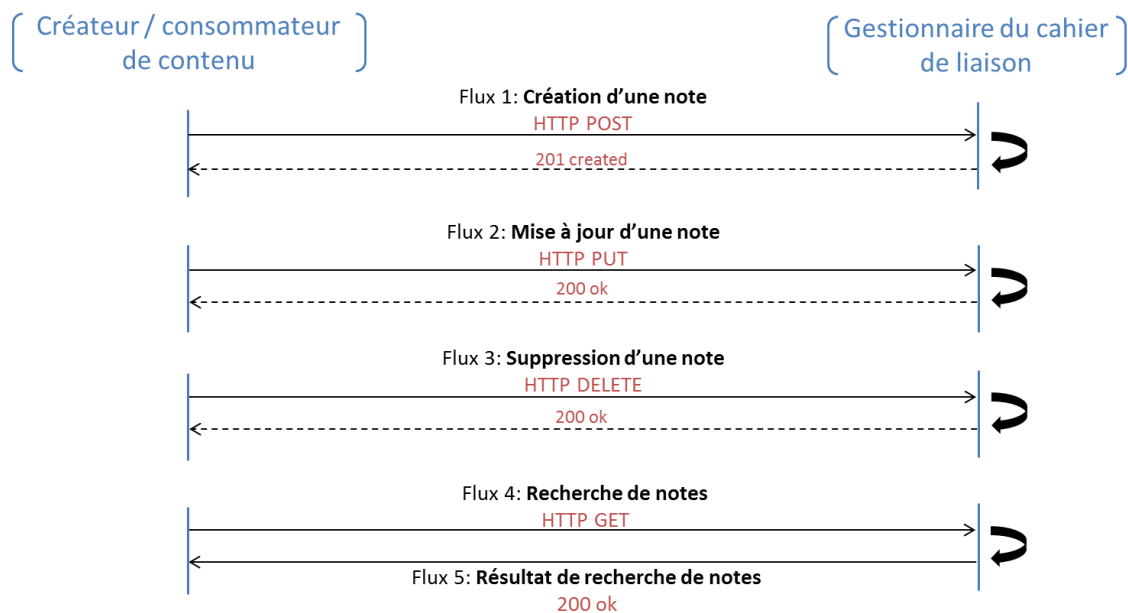 Créateur / consommateur
de contenu
Gestionnaire du cahier
de liaison
Flux 1: Création d’une note
HTTP POST
201 created
Flux 2: Mise à jour d’une note
HTTP PUT
200 ok
Flux 3: Suppression d’une note
HTTP DELETE
200 ok
Flux 4: Recherche de notes
HTTP GET
Flux 5: Résultat de recherche de notes
200 ok